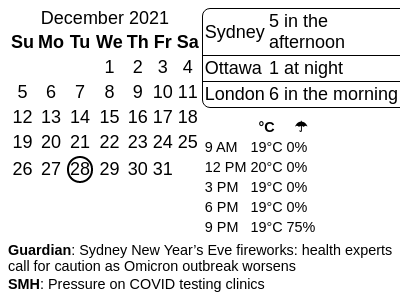 December 2021
Su Mo Tu We Th Fr Sa
1 2 3 4
5 6 7 8 9 10 11
12 13 14 15 16 17 18
19 20 21 22 23 24 25
26 27 28 29 30 31
Sydney 5 in the afternoon
Ottawa 1 at night
London 6 in the morning
°C ☂
9 AM 19°C 0%
12 PM 20°C 0%
3 PM 19°C 0%
6 PM 19°C 0%
9 PM 19°C 75%
Guardian: Sydney New Year’s Eve fireworks: health experts
call for caution as Omicron outbreak worsens
SMH: Pressure on COVID testing clinics